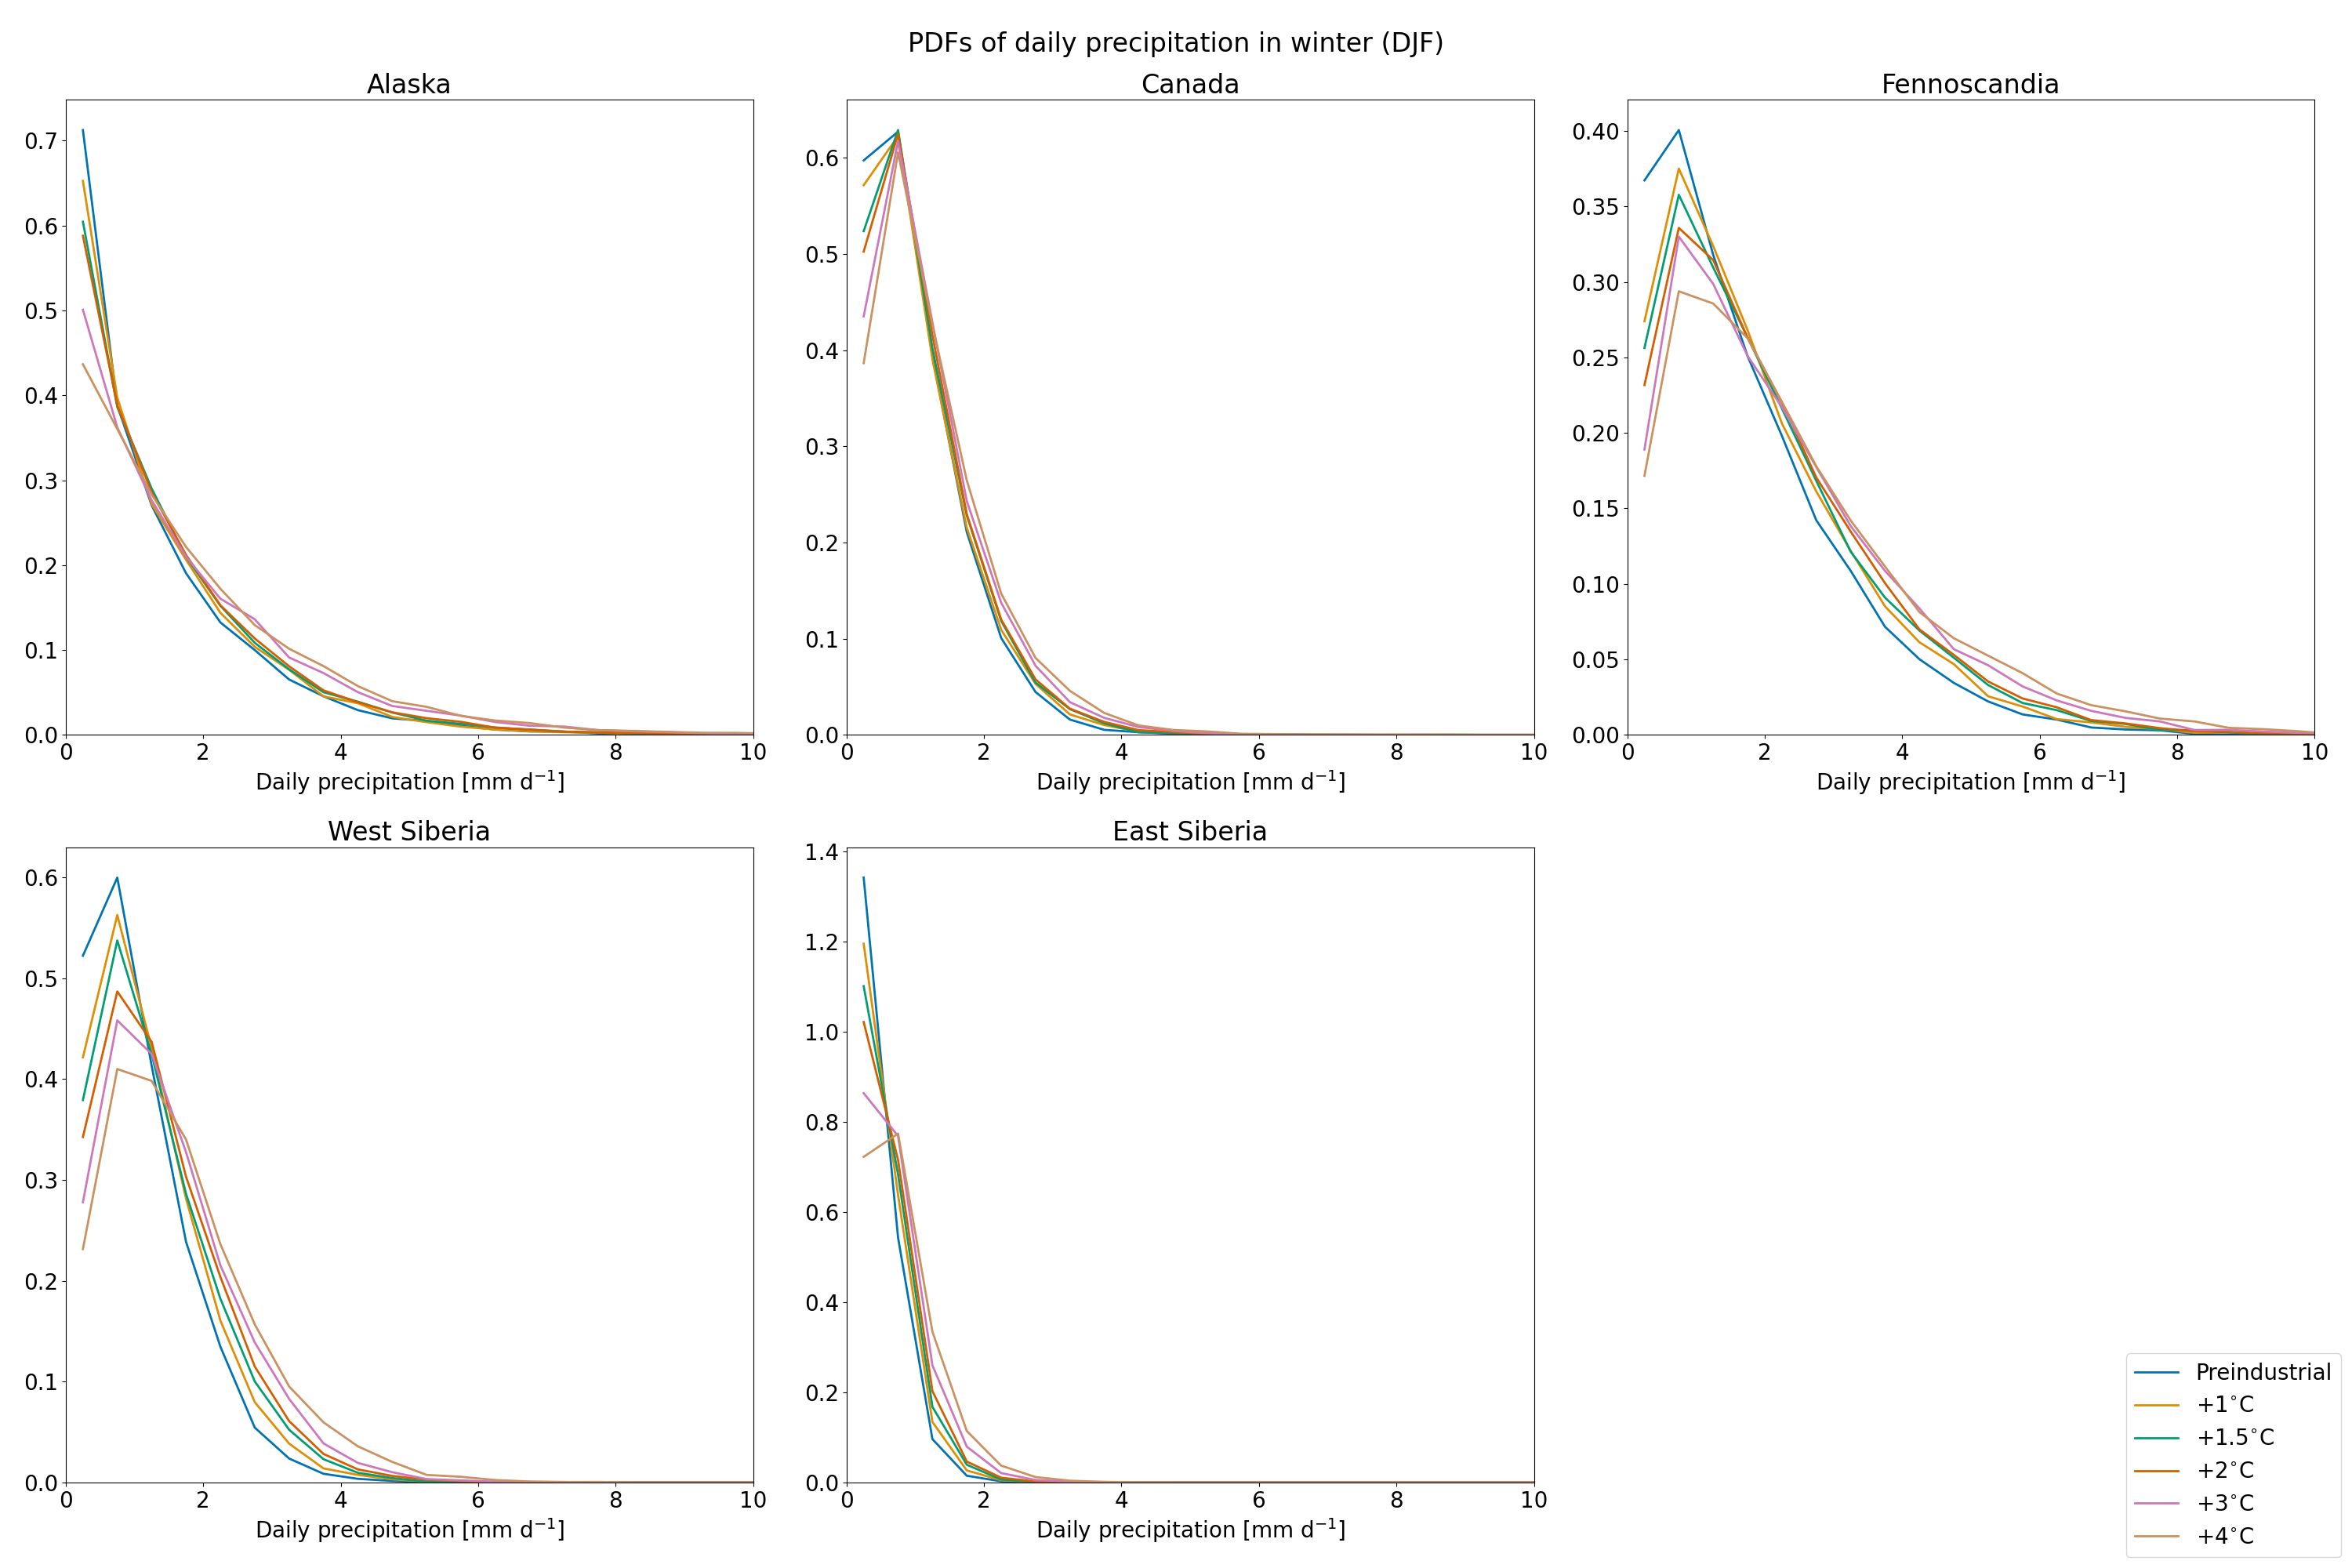 PDFs of daily precipitation in winter (DJF)
Alaska
0.7
0.6
0.5
0.4
0.3
0.2
0.1
0.0
0 2 4 6 8 10
Daily precipitation [mm d⁻¹]
Canada
0.6
0.5
0.4
0.3
0.2
0.1
0.0
0 2 4 6 8 10
Daily precipitation [mm d⁻¹]
Fennoscandia
0.40
0.35
0.30
0.25
0.20
0.15
0.10
0.05
0.00
0 2 4 6 8 10
Daily precipitation [mm d⁻¹]
West Siberia
0.6
0.5
0.4
0.3
0.2
0.1
0.0
0 2 4 6 8 10
Daily precipitation [mm d⁻¹]
East Siberia
1.4
1.2
1.0
0.8
0.6
0.4
0.2
0.0
0 2 4 6 8 10
Daily precipitation [mm d⁻¹]
Preindustrial
+1°C
+1.5°C
+2°C
+3°C
+4°C